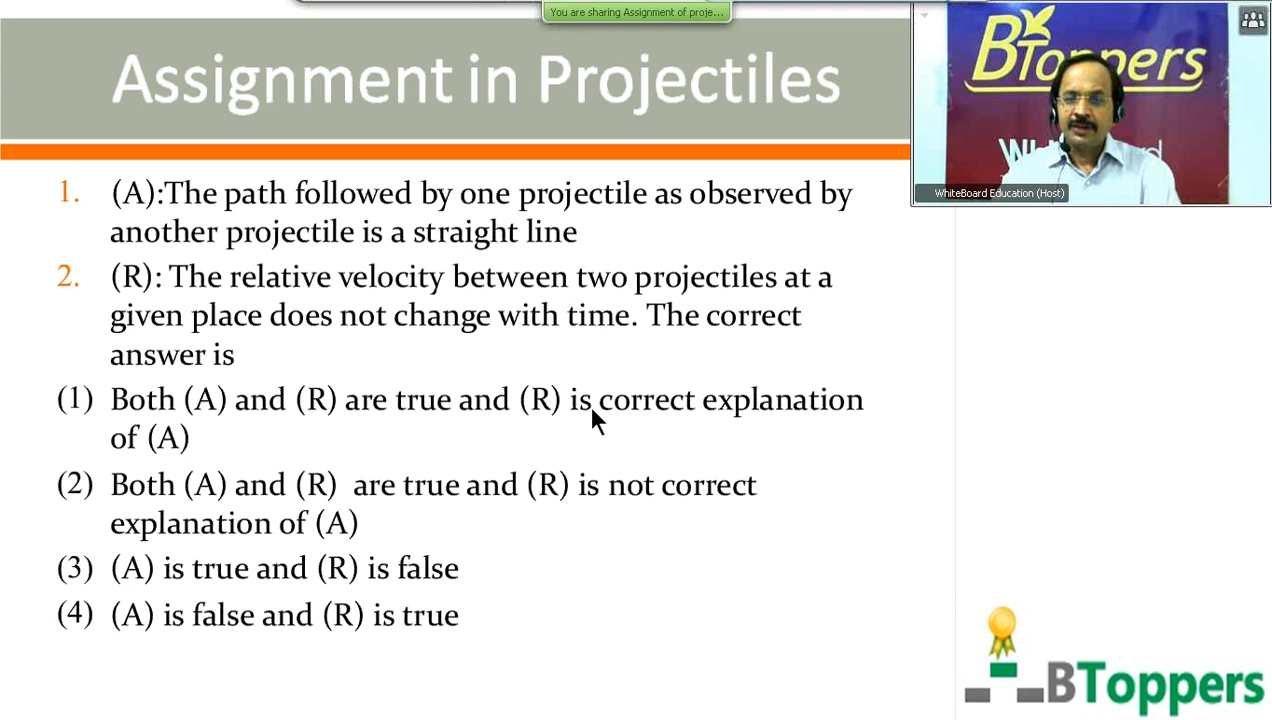 You are sharing Assignment of proje...
Assignment in Projectiles
BToppers
WhiteBoard Education (Host)
1. (A):The path followed by one projectile as observed by
another projectile is a straight line
2. (R): The relative velocity between two projectiles at a
given place does not change with time. The correct
answer is
(1) Both (A) and (R) are true and (R) is correct explanation
of (A)
(2) Both (A) and (R) are true and (R) is not correct
explanation of (A)
(3) (A) is true and (R) is false
(4) (A) is false and (R) is true
BToppers